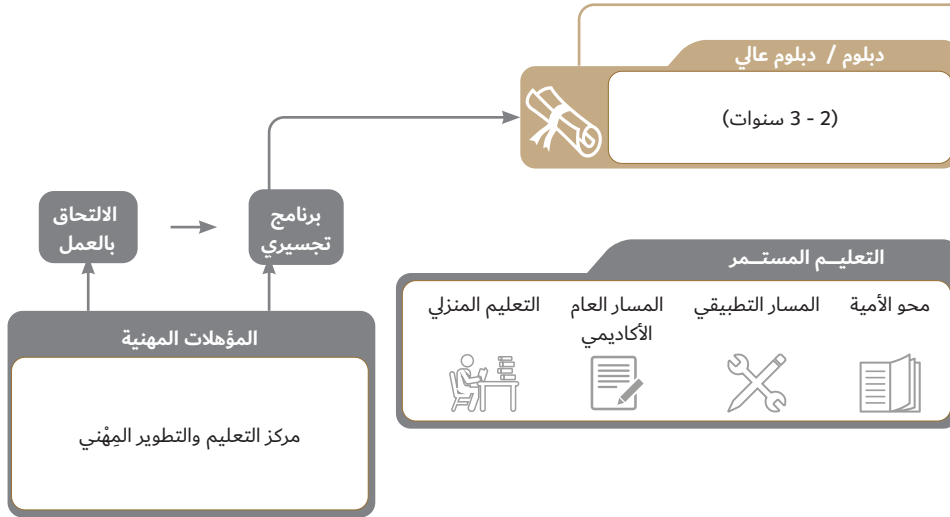 دبلوم / دبلوم عالي
(2 - 3 سنوات)
برنامج
تجسيري
الالتحاق
بالعمل
التعليــم المستــمر
محو الأمية
المسار التطبيقي
المسار العام
الأكاديمي
التعليم المنزلي
المؤهلات المهنية
مركز التعليم والتطوير المِهْني